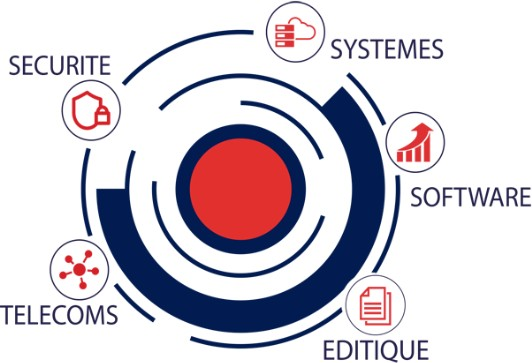 SYSTEMES
SECURITE
SOFTWARE
TELECOMS
EDITIQUE